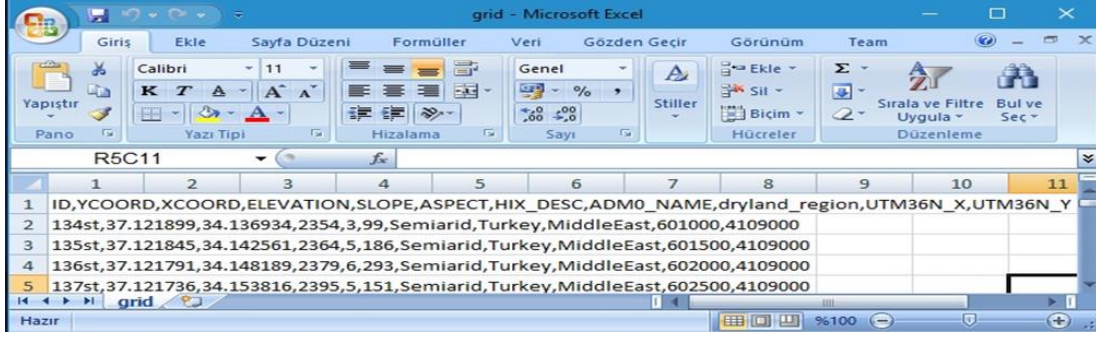 grid - Microsoft Excel
Giriş Ekle Sayfa Düzeni Formüller Veri Gözden Geçir Görünüm Team
Calibri 11 Genel Ekle Σ
Yapıştır K T A A A % Stiller Sil Sırala ve Filtre Uygula Bul ve Seç
A ,00 Biçim
Pano Yazı Tipi Hizalama Sayı Hücreler Düzenleme
R5C11 fx
1 2 3 4 5 6 7 8 9 10 11
1 ID,YCOORD,XCOORD,ELEVATION,SLOPE,ASPECT,HIX_DESC,ADM0_NAME,dryland_region,UTM36N_X,UTM36N_Y
2 134st,37.121899,34.136934,2354,3,99,Semiarid,Turkey,MiddleEast,601000,4109000
3 135st,37.121845,34.142561,2364,5,186,Semiarid,Turkey,MiddleEast,601500,4109000
4 136st,37.121791,34.148189,2379,6,293,Semiarid,Turkey,MiddleEast,602000,4109000
5 137st,37.121736,34.153816,2395,5,151,Semiarid,Turkey,MiddleEast,602500,4109000
grid
Hazır %100